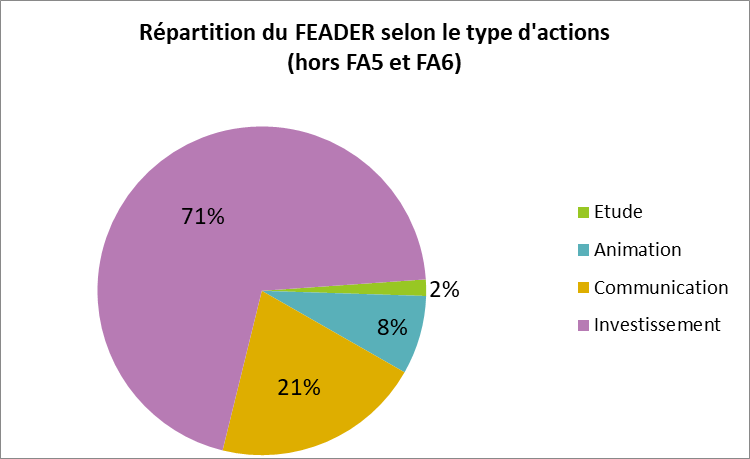 Répartition du FEADER selon le type d'actions
(hors FA5 et FA6)
71%
2%
8%
21%
Etude
Animation
Communication
Investissement